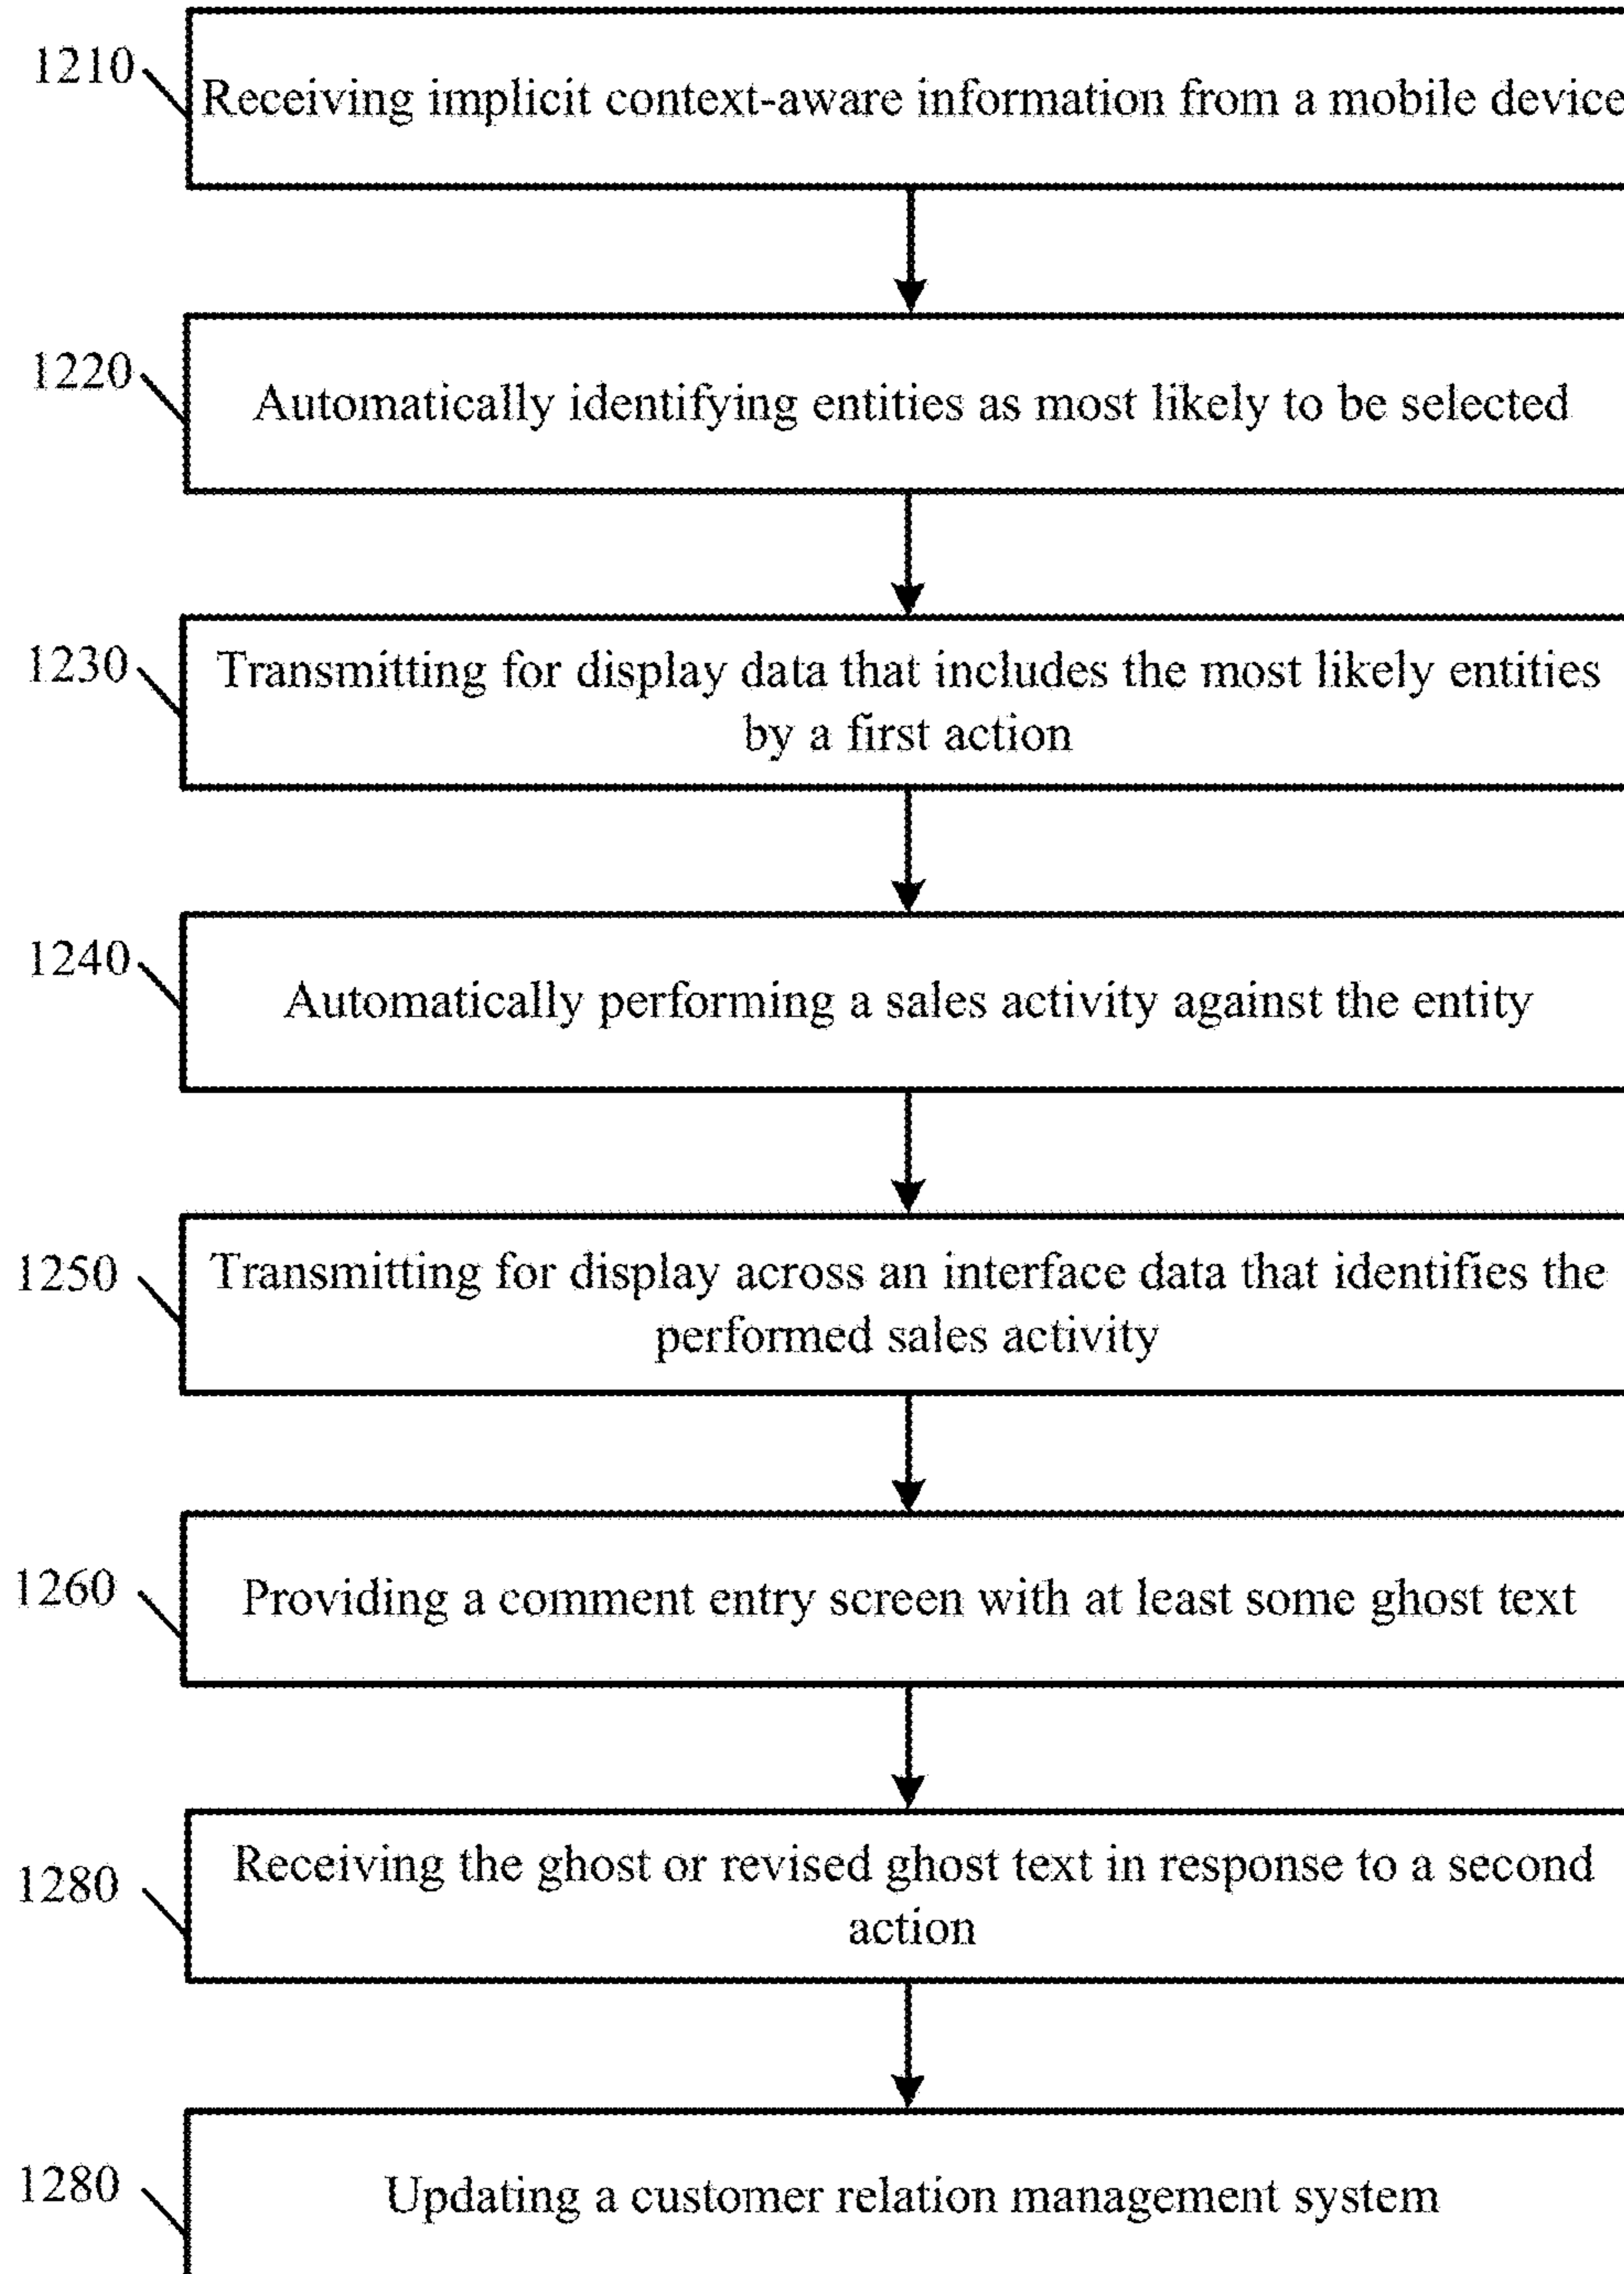 1210
Receiving implicit context-aware information from a mobile device
1220
Automatically identifying entities as most likely to be selected
1230
Transmitting for display data that includes the most likely entities
by a first action
1240
Automatically performing a sales activity against the entity
1250
Transmitting for display across an interface data that identifies the
performed sales activity
1260
Providing a comment entry screen with at least some ghost text
1280
Receiving the ghost or revised ghost text in response to a second
action
1280
Updating a customer relation management system